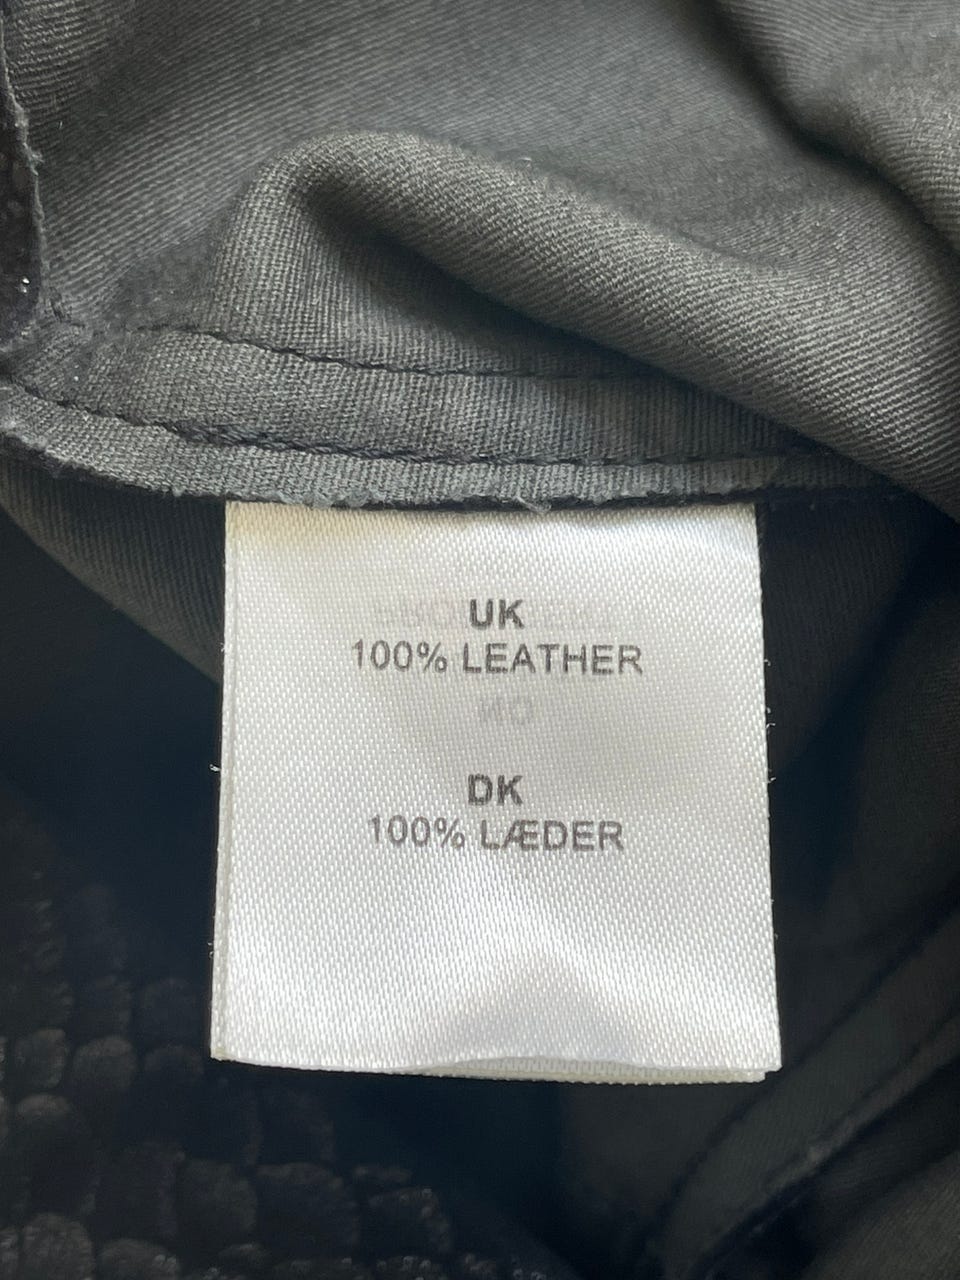 UK
100% LEATHER
DK
100% LÆDER